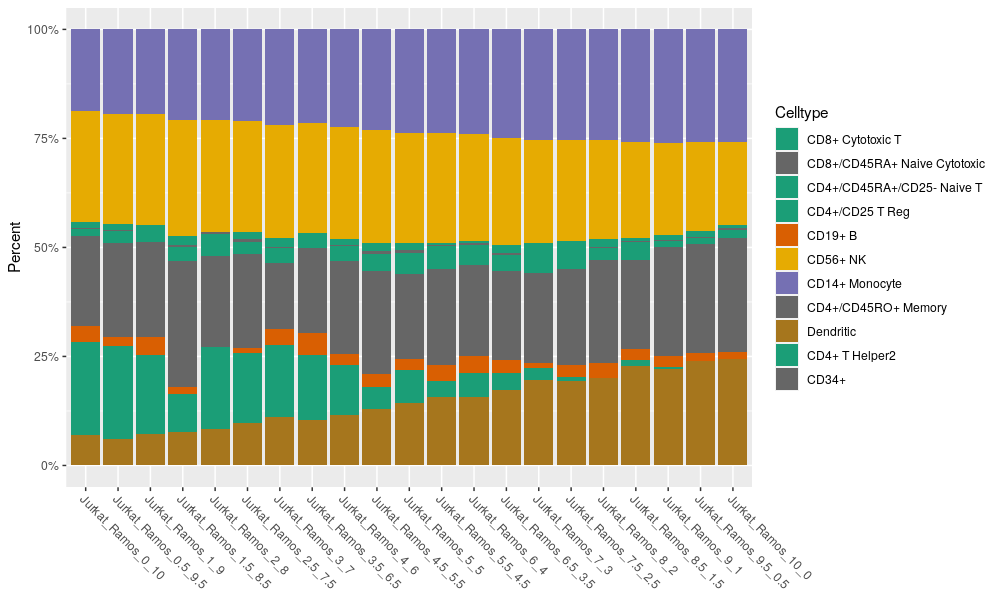 100%
75%
50%
25%
0%
Percent
Jurkat_Ramos_0_10
Jurkat_Ramos_0.5_9.5
Jurkat_Ramos_1_9
Jurkat_Ramos_1.5_8.5
Jurkat_Ramos_2_8
Jurkat_Ramos_2.5_7.5
Jurkat_Ramos_3_7
Jurkat_Ramos_3.5_6.5
Jurkat_Ramos_4_6
Jurkat_Ramos_4.5_5.5
Jurkat_Ramos_5_5
Jurkat_Ramos_5.5_4.5
Jurkat_Ramos_6_4
Jurkat_Ramos_6.5_3.5
Jurkat_Ramos_7_3
Jurkat_Ramos_7.5_2.5
Jurkat_Ramos_8_2
Jurkat_Ramos_8.5_1.5
Jurkat_Ramos_9_1
Jurkat_Ramos_9.5_0.5
Jurkat_Ramos_10_0
Celltype
CD8+ Cytotoxic T
CD8+/CD45RA+ Naive Cytotoxic
CD4+/CD45RA+/CD25- Naive T
CD4+/CD25 T Reg
CD19+ B
CD56+ NK
CD14+ Monocyte
CD4+/CD45RO+ Memory
Dendritic
CD4+ T Helper2
CD34+